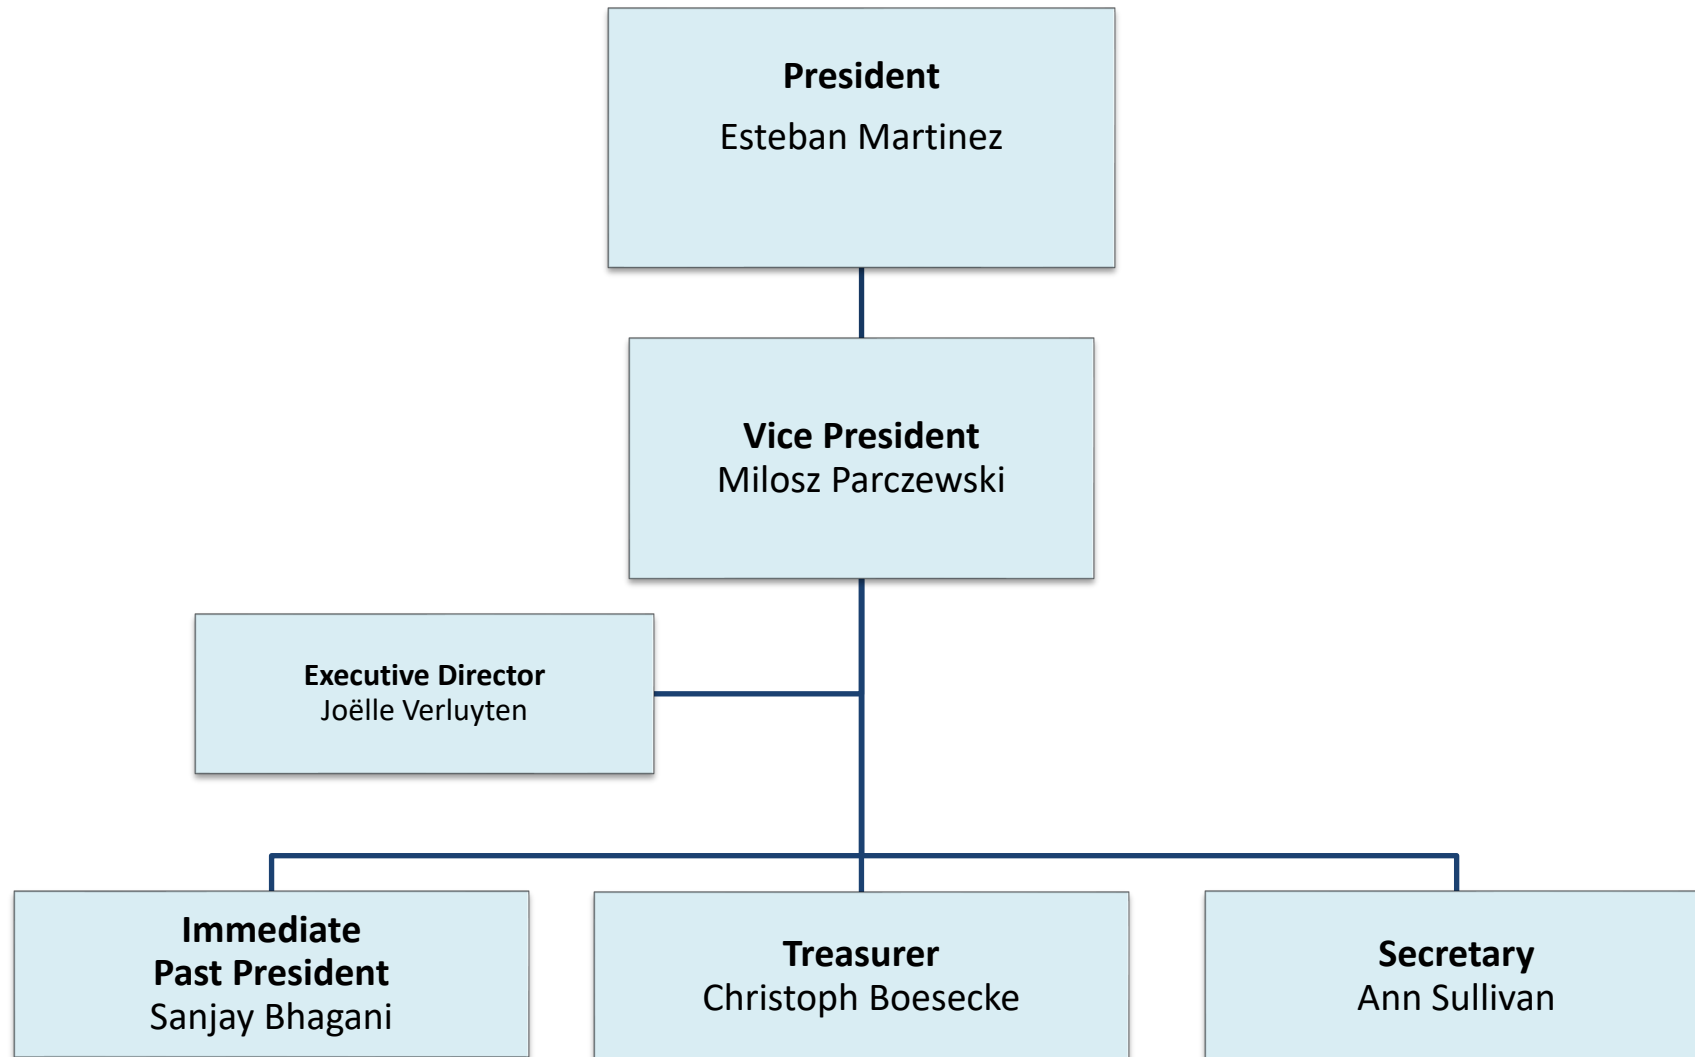 President
Esteban Martinez
Vice President
Milosz Parczewski
Executive Director
Joëlle Verluyten
Immediate
Past President
Sanjay Bhagani
Treasurer
Christoph Boesecke
Secretary
Ann Sullivan